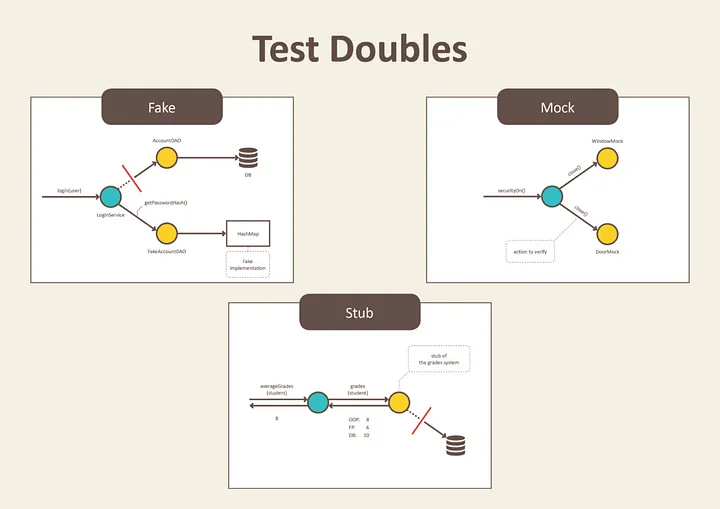 Test Doubles
Fake
AccountDAO
DB
login(user)
getPasswordHash()
LoginService
HashMap
FakeAccountDAO
Fake
implementation
Mock
WindowMock
close()
securityOn()
close()
action to verify
DoorMock
Stub
stub of
the grades system
averageGrades
(student)
grades
(student)
8
OOP: 8
FP: 6
DB: 10